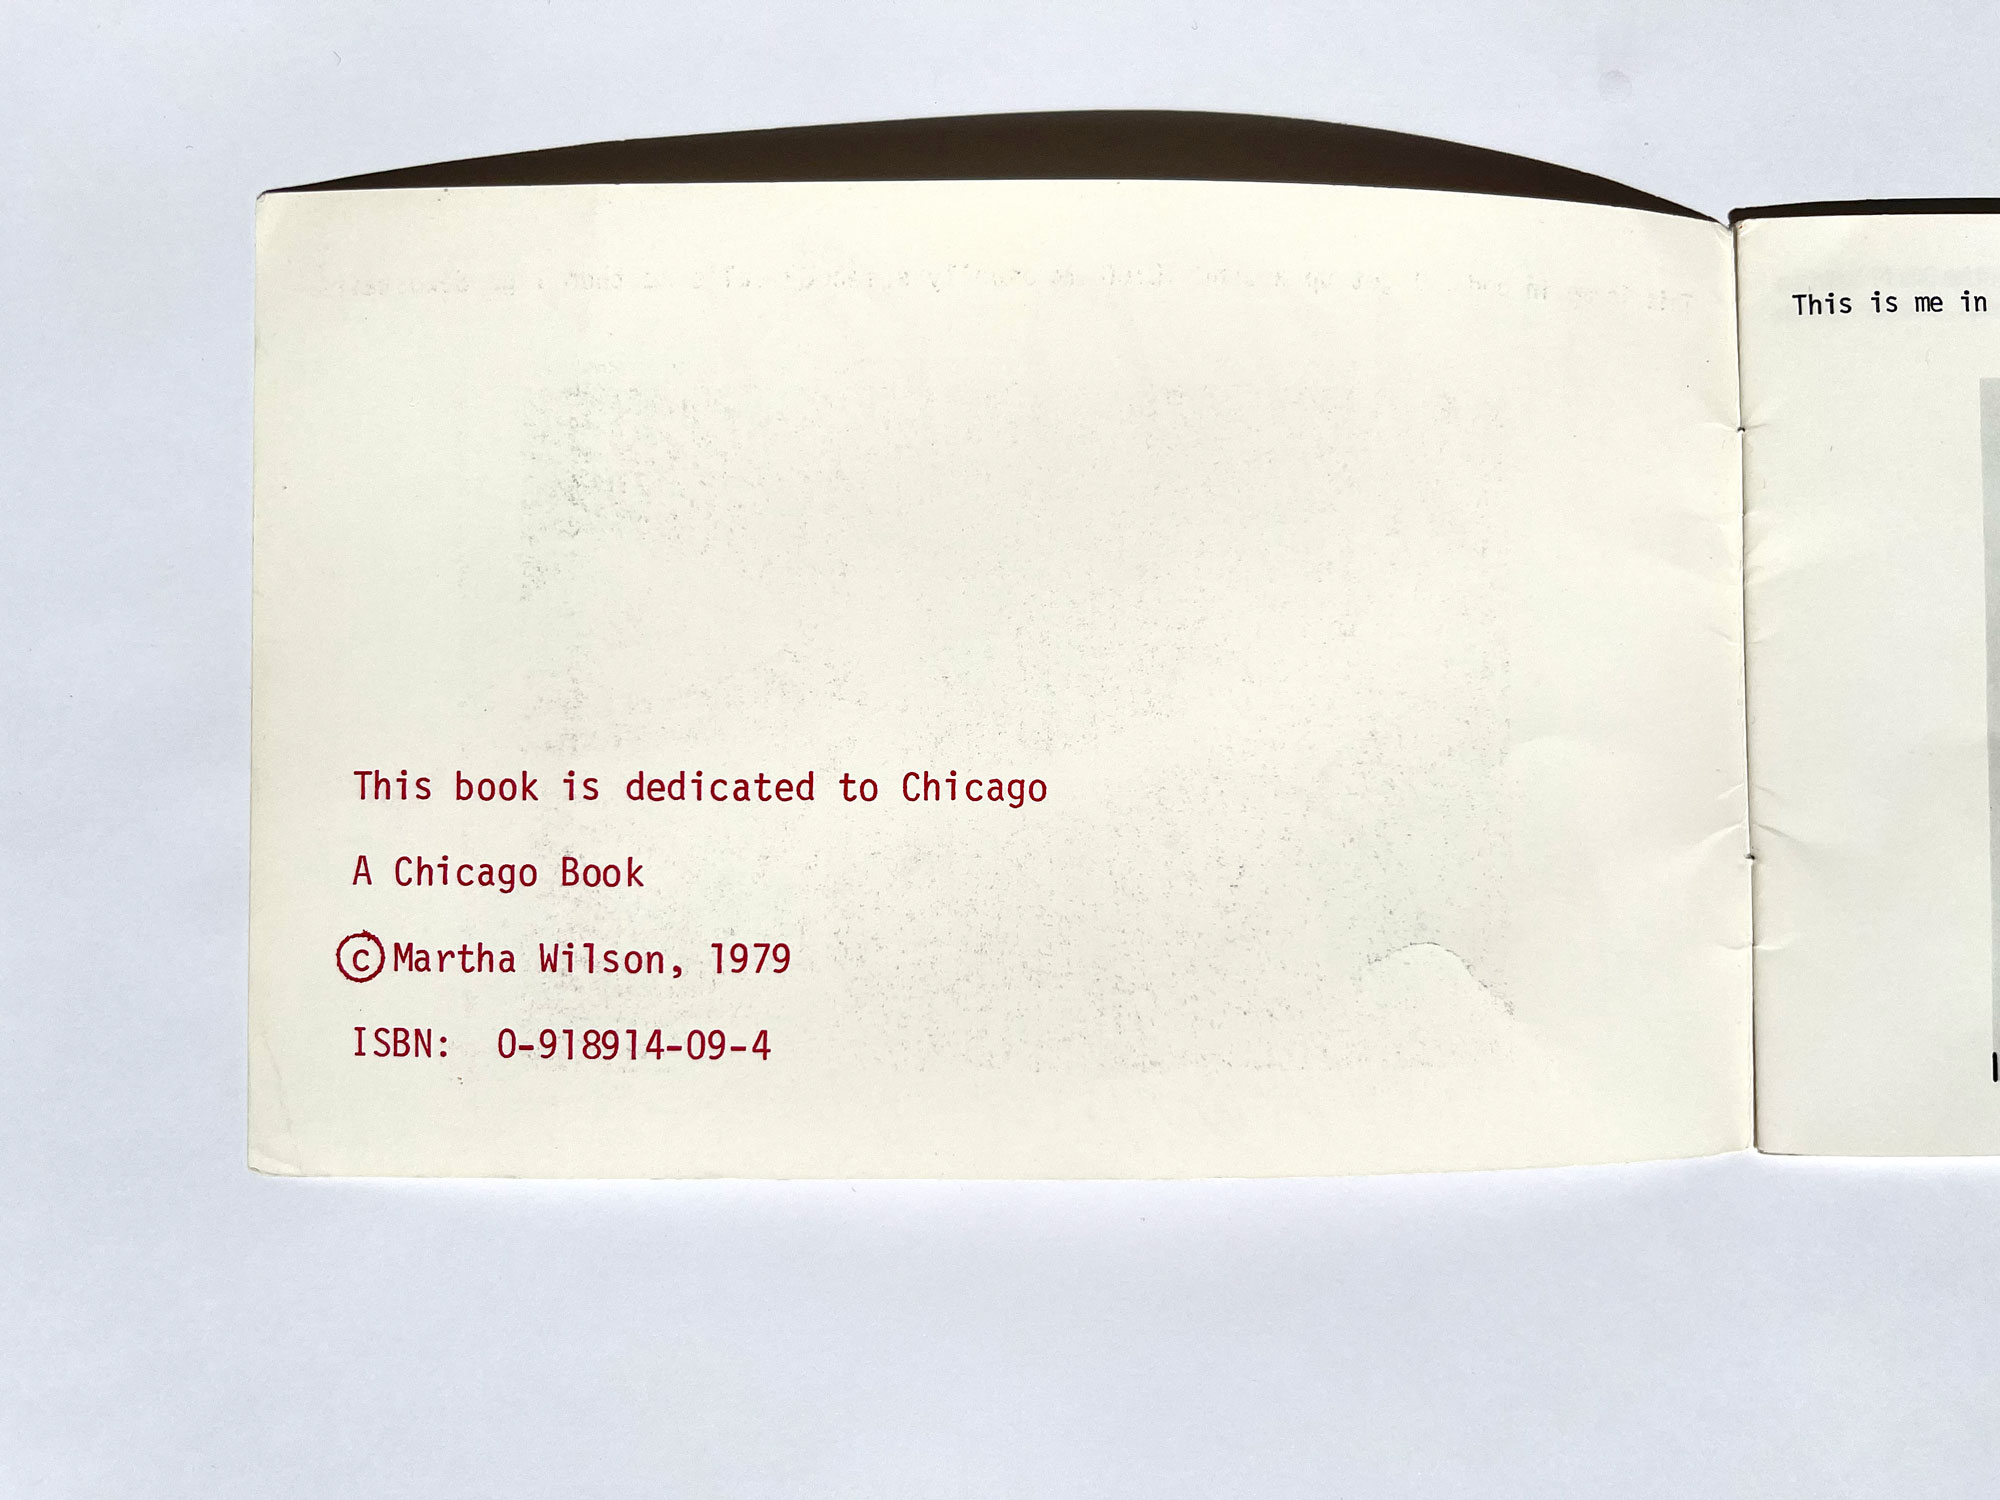 This book is dedicated to Chicago
A Chicago Book
©Martha Wilson, 1979
ISBN:  0-918914-09-4
This is me in